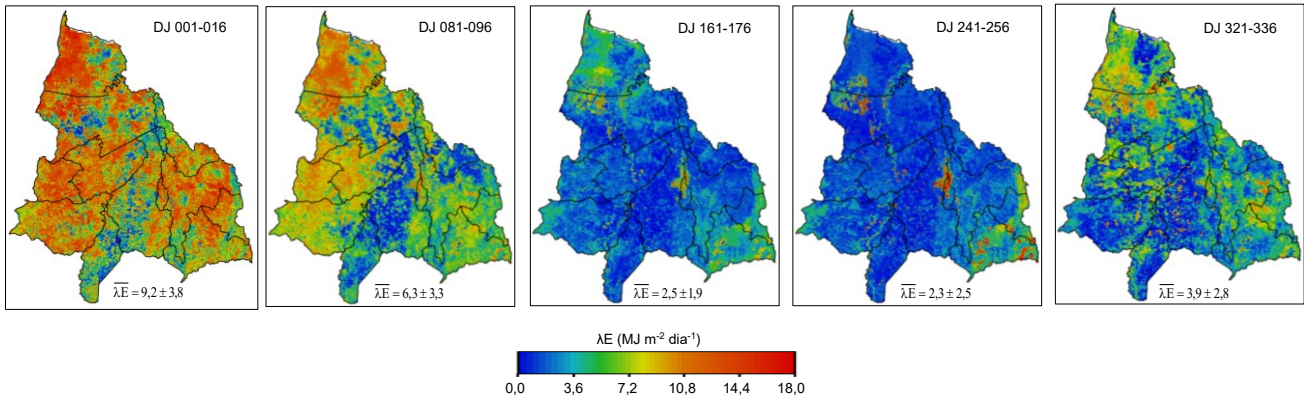 DJ 001-016
DJ 081-096
DJ 161-176
DJ 241-256
DJ 321-336
λE = 9,2 ± 3,8
λE = 6,3 ± 3,3
λE = 2,5 ± 1,9
λE = 2,3 ± 2,5
λE = 3,9 ± 2,8
λE (MJ m⁻² dia⁻¹)
0,0 3,6 7,2 10,8 14,4 18,0